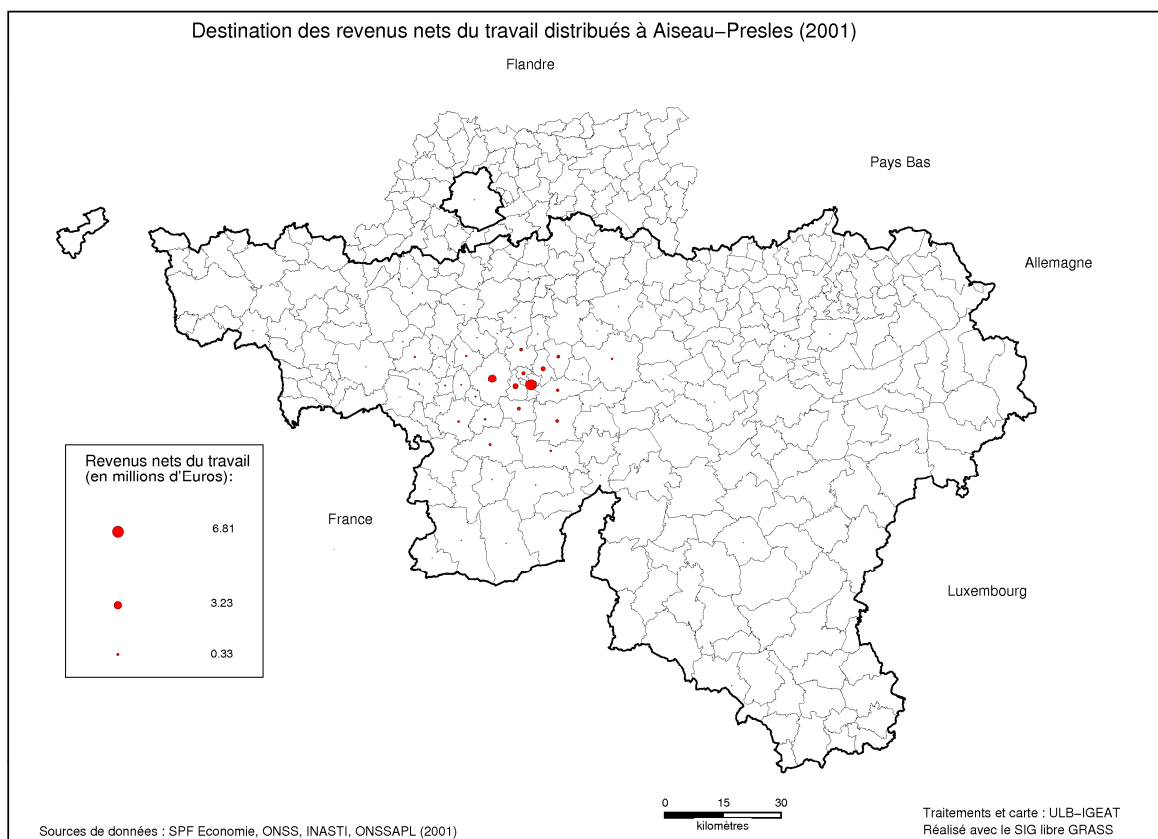 Destination des revenus nets du travail distribués à Aiseau−Presles (2001)
Flandre
Pays Bas
Allemagne
Revenus nets du travail
(en millions d'Euros):
6.81
3.23
0.33
France
Luxembourg
0 15 30
kilomètres
Sources de données : SPF Economie, ONSS, INASTI, ONSSAPL (2001)
Traitements et carte : ULB−IGEAT
Réalisé avec le SIG libre GRASS